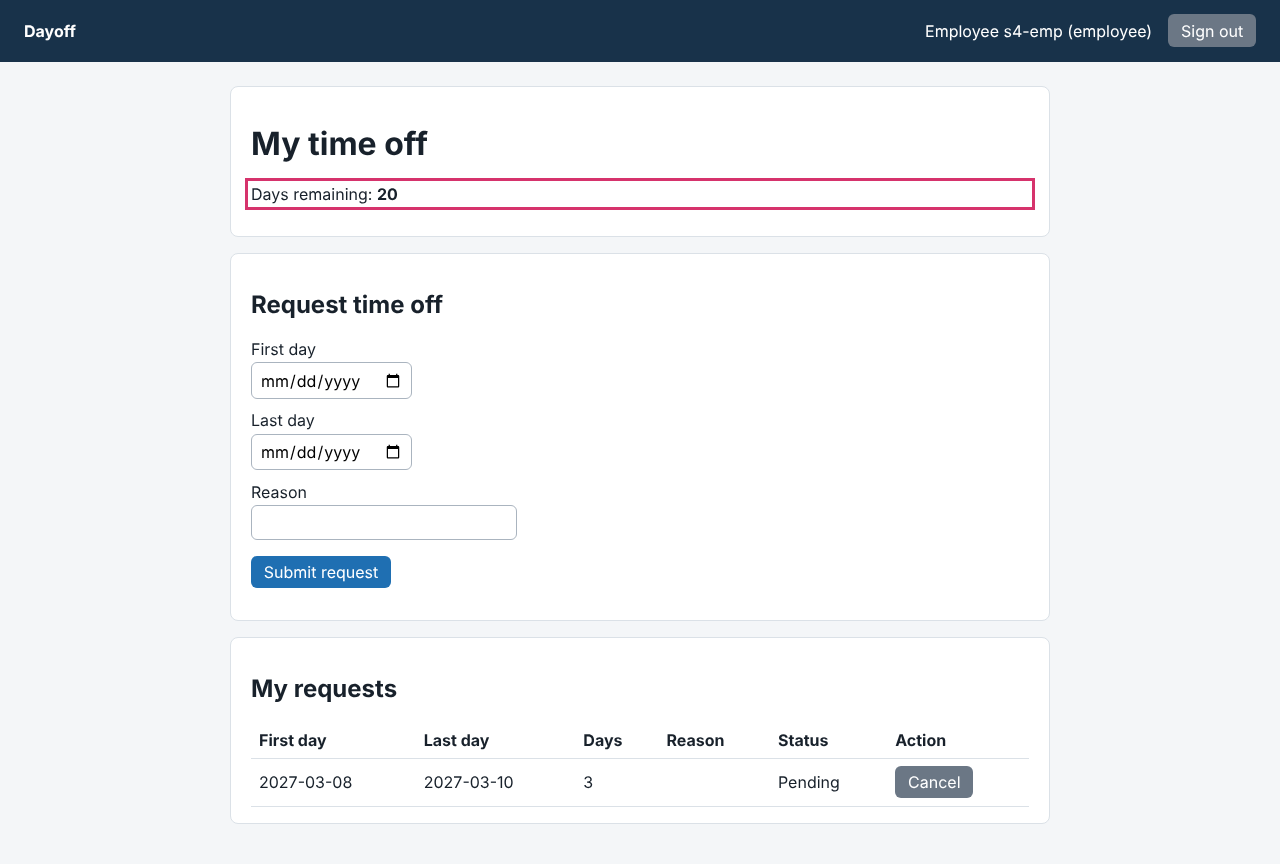 Dayoff
Employee s4-emp (employee)
Sign out
My time off
Days remaining: 20
Request time off
First day
mm/dd/yyyy
Last day
mm/dd/yyyy
Reason
Submit request
My requests
First day Last day Days Reason Status Action
2027-03-08 2027-03-10 3 Pending Cancel